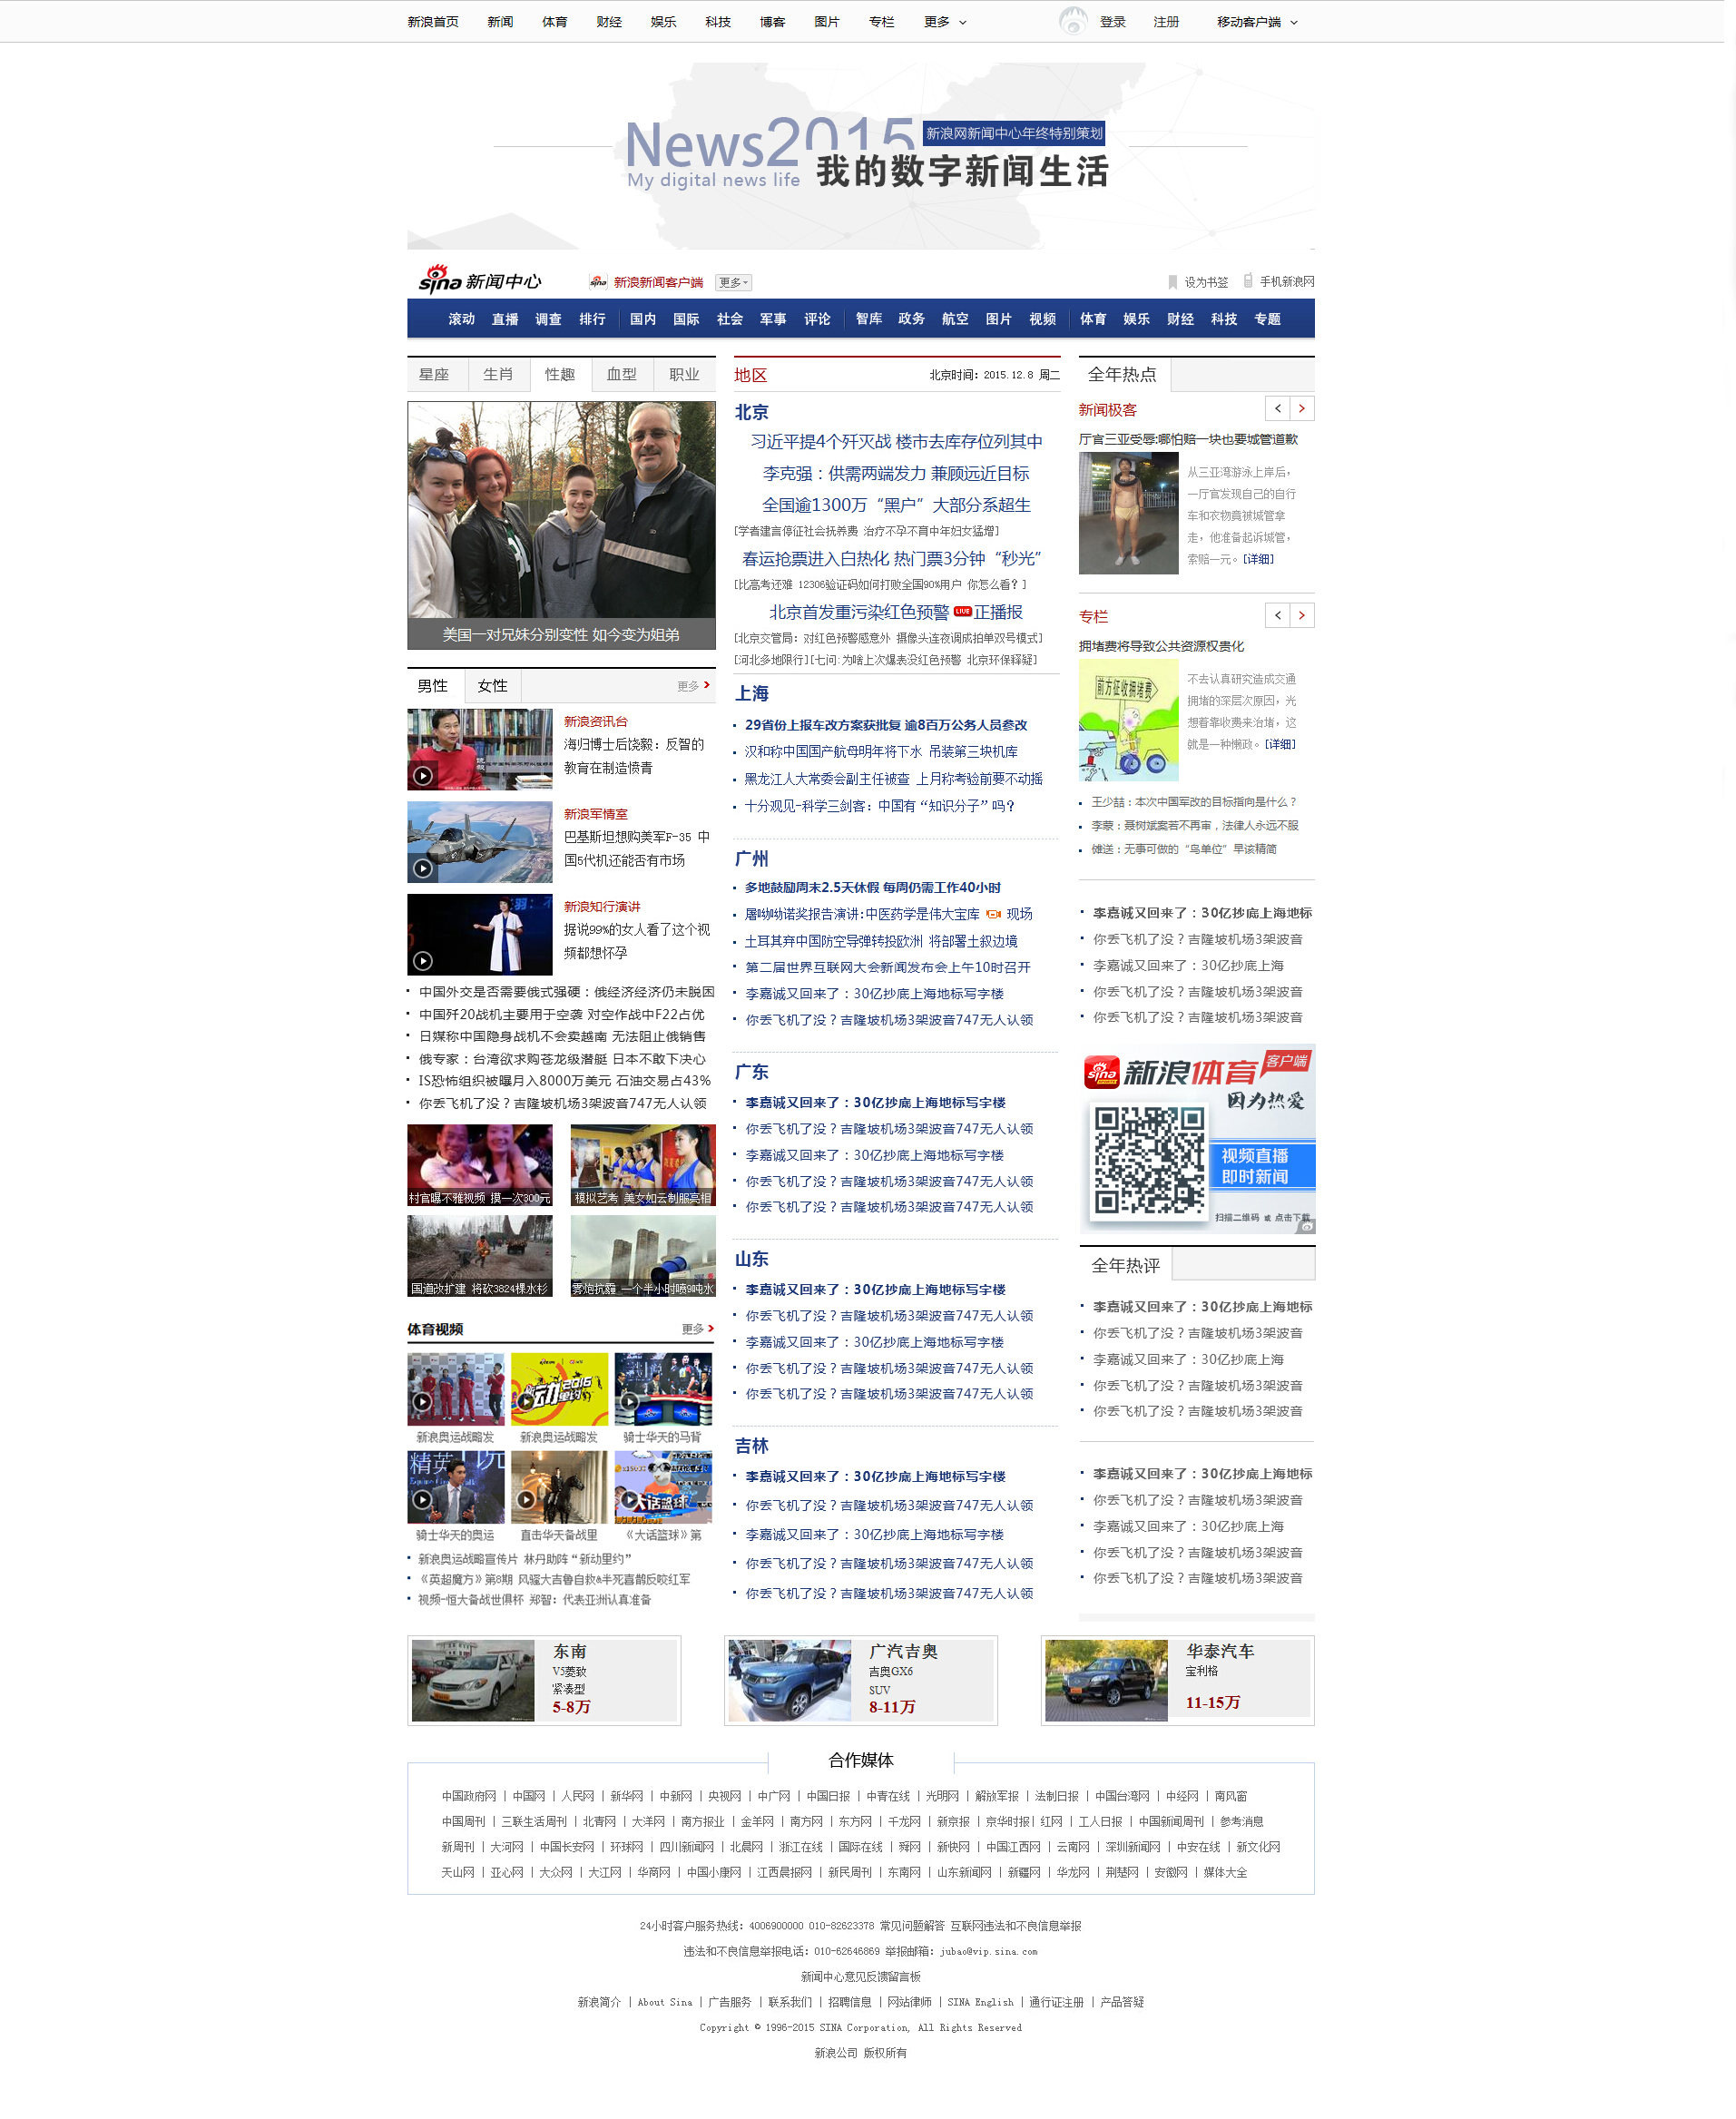 新浪首页 新闻 体育 财经 娱乐 科技 博客 图片 专栏 更多 登录 注册 移动客户端
News2015 新浪网新闻中心年终特别策划
My digital news life 我的数字新闻生活
sina 新闻中心 sina 新浪新闻客户端 更多 设为书签 手机新浪网
滚动 直播 调查 排行 国内 国际 社会 军事 评论 智库 政务 航空 图片 视频 体育 娱乐 财经 科技 专题
星座 生肖 性趣 血型 职业
美国一对兄妹分别变性 如今变为姐弟
男性 女性 更多
新浪资讯台
海归博士后饶毅：反智的
教育在制造愤青
新浪军情室
巴基斯坦想购美军F-35 中
国5代机还能否有市场
新浪知行演讲
据说99%的女人看了这个视
频都想怀孕
中国外交是否需要俄式强硬：俄经济经济仍未脱困
中国歼20战机主要用于空袭 对空作战中F22占优
日媒称中国隐身战机不会卖越南 无法阻止俄销售
俄专家：台湾欲求购苍龙级潜艇 日本不敢下决心
IS恐怖组织被曝月入8000万美元 石油交易占43%
你丢飞机了没？吉隆坡机场3架波音747无人认领
村官曝不雅视频 摸一次300元
模拟艺考 美女如云制服亮相
国道改扩建 将砍3824棵水杉
雾炮抗霾 一个半小时喷9吨水
体育视频 更多
新浪奥运战略发 新浪奥运战略发 骑士华天的马背
精英
大话篮球
骑士华天的奥运 直击华天备战里 《大话篮球》第
新浪奥运战略宣传片 林丹助阵“新动里约”
《英超魔方》第8期 风骚大吉鲁自救&半死喜鹊反咬红军
视频-恒大备战世俱杯 郑智：代表亚洲认真准备
地区 北京时间：2015.12.8 周二
北京
习近平提4个歼灭战 楼市去库存位列其中
李克强：供需两端发力 兼顾远近目标
全国逾1300万“黑户”大部分系超生
[学者建言停征社会抚养费 治疗不孕不育中年妇女猛增]
春运抢票进入白热化 热门票3分钟“秒光”
[比高考还难 12306验证码如何打败全国90%用户 你怎么看？]
北京首发重污染红色预警 LIVE 正播报
[北京交管局：对红色预警感意外 摄像头连夜调成拍单双号模式]
[河北多地限行][七问:为啥上次爆表没红色预警 北京环保释疑]
上海
29省份上报车改方案获批复 逾8百万公务人员参改
汉和称中国国产航母明年将下水 吊装第三块机库
黑龙江人大常委会副主任被查 上月称考验前要不动摇
十分观见-科学三剑客：中国有“知识分子”吗？
广州
多地鼓励周末2.5天休假 每周仍需工作40小时
屠呦呦诺奖报告演讲:中医药学是伟大宝库 现场
土耳其弃中国防空导弹转投欧洲 将部署土叙边境
第二届世界互联网大会新闻发布会上午10时召开
李嘉诚又回来了：30亿抄底上海地标写字楼
你丢飞机了没？吉隆坡机场3架波音747无人认领
广东
李嘉诚又回来了：30亿抄底上海地标写字楼
你丢飞机了没？吉隆坡机场3架波音747无人认领
李嘉诚又回来了：30亿抄底上海地标写字楼
你丢飞机了没？吉隆坡机场3架波音747无人认领
你丢飞机了没？吉隆坡机场3架波音747无人认领
山东
李嘉诚又回来了：30亿抄底上海地标写字楼
你丢飞机了没？吉隆坡机场3架波音747无人认领
李嘉诚又回来了：30亿抄底上海地标写字楼
你丢飞机了没？吉隆坡机场3架波音747无人认领
你丢飞机了没？吉隆坡机场3架波音747无人认领
吉林
李嘉诚又回来了：30亿抄底上海地标写字楼
你丢飞机了没？吉隆坡机场3架波音747无人认领
李嘉诚又回来了：30亿抄底上海地标写字楼
你丢飞机了没？吉隆坡机场3架波音747无人认领
你丢飞机了没？吉隆坡机场3架波音747无人认领
全年热点
新闻极客
厅官三亚受辱:哪怕赔一块也要城管道歉
从三亚湾游泳上岸后，
一厅官发现自己的自行
车和衣物竟被城管拿
走，他准备起诉城管，
索赔一元。[详细]
专栏
拥堵费将导致公共资源权贵化
前方征收拥堵费
不去认真研究造成交通
拥堵的深层次原因，光
想着靠收费来治堵，这
就是一种懒政。[详细]
王少喆：本次中国军改的目标指向是什么？
李蒙：聂树斌案若不再审，法律人永远不服
傩送：无事可做的“鸟单位”早该精简
李嘉诚又回来了：30亿抄底上海地标
你丢飞机了没？吉隆坡机场3架波音
李嘉诚又回来了：30亿抄底上海
你丢飞机了没？吉隆坡机场3架波音
你丢飞机了没？吉隆坡机场3架波音
sina SPORTS 新浪体育 客户端
因为热爱
视频直播
即时新闻
扫描二维码 或 点击下载
全年热评
李嘉诚又回来了：30亿抄底上海地标
你丢飞机了没？吉隆坡机场3架波音
李嘉诚又回来了：30亿抄底上海
你丢飞机了没？吉隆坡机场3架波音
你丢飞机了没？吉隆坡机场3架波音
李嘉诚又回来了：30亿抄底上海地标
你丢飞机了没？吉隆坡机场3架波音
李嘉诚又回来了：30亿抄底上海
你丢飞机了没？吉隆坡机场3架波音
你丢飞机了没？吉隆坡机场3架波音
东南
V5菱致
紧凑型
5-8万
广汽吉奥
吉奥GX6
SUV
8-11万
华泰汽车
宝利格
11-15万
合作媒体
中国政府网 | 中国网 | 人民网 | 新华网 | 中新网 | 央视网 | 中广网 | 中国日报 | 中青在线 | 光明网 | 解放军报 | 法制日报 | 中国台湾网 | 中经网 | 南风窗
中国周刊 | 三联生活周刊 | 北青网 | 大洋网 | 南方报业 | 金羊网 | 南方网 | 东方网 | 千龙网 | 新京报 | 京华时报| 红网 | 工人日报 | 中国新闻周刊 | 参考消息
新周刊 | 大河网 | 中国长安网 | 环球网 | 四川新闻网 | 北晨网 | 浙江在线 | 国际在线 | 舜网 | 新快网 | 中国江西网 | 云南网 | 深圳新闻网 | 中安在线 | 新文化网
天山网 | 亚心网 | 大众网 | 大江网 | 华商网 | 中国小康网 | 江西晨报网 | 新民周刊 | 东南网 | 山东新闻网 | 新疆网 | 华龙网 | 荆楚网 | 安徽网 | 媒体大全
24小时客户服务热线：4006900000 010-82623378 常见问题解答 互联网违法和不良信息举报
违法和不良信息举报电话：010-62646869 举报邮箱：jubao@vip.sina.com
新闻中心意见反馈留言板
新浪简介 | About Sina | 广告服务 | 联系我们 | 招聘信息 | 网站律师 | SINA English | 通行证注册 | 产品答疑
Copyright © 1996-2015 SINA Corporation, All Rights Reserved
新浪公司 版权所有